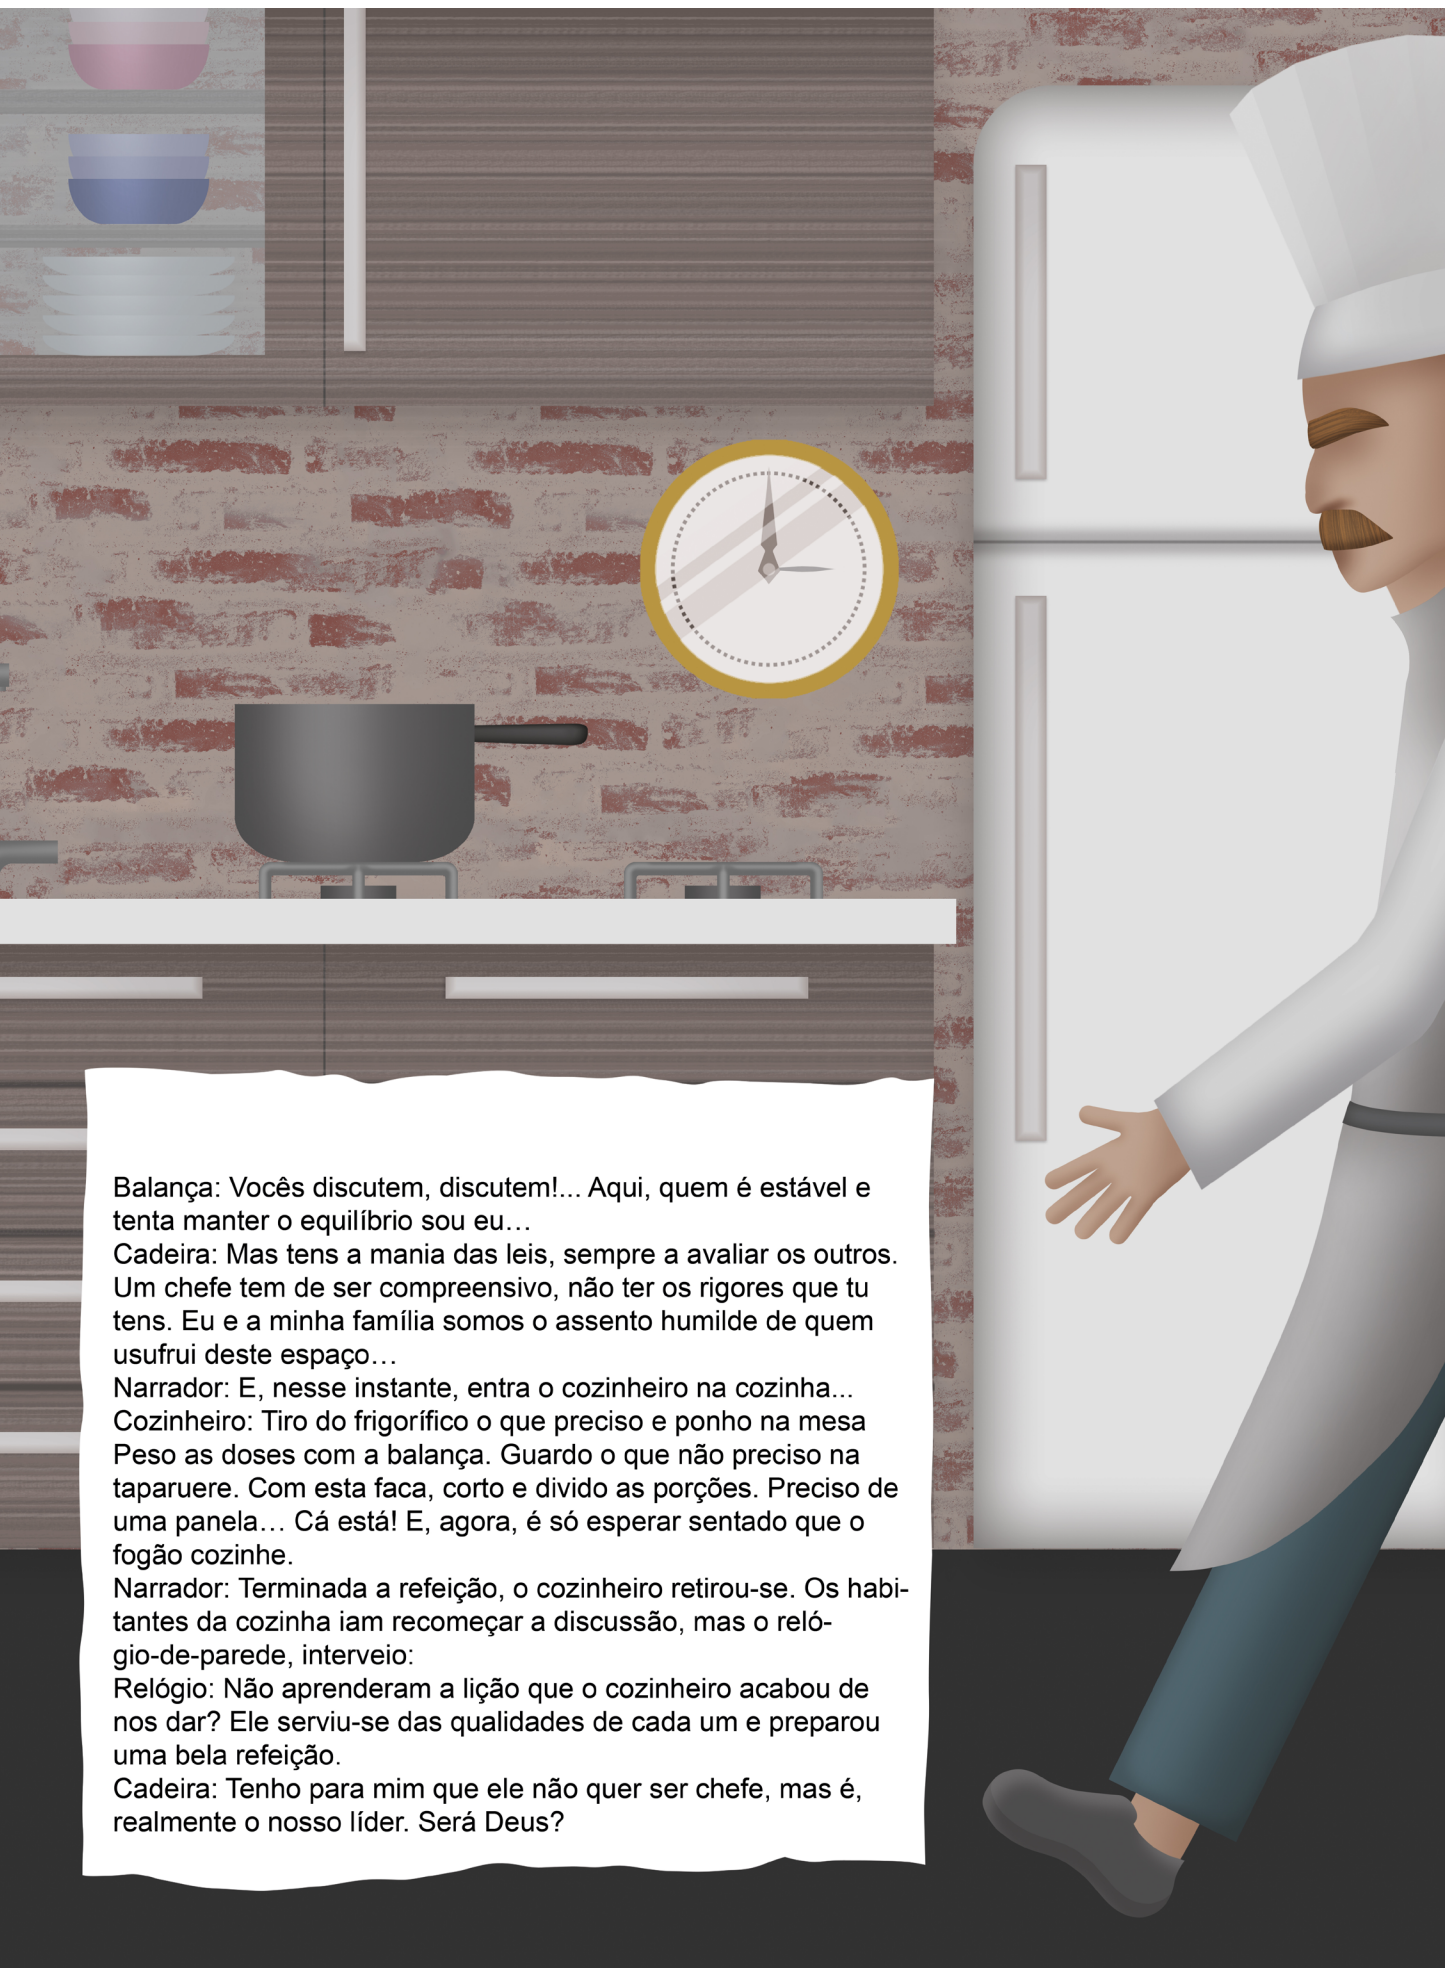 Balança: Vocês discutem, discutem!... Aqui, quem é estável e
tenta manter o equilíbrio sou eu…
Cadeira: Mas tens a mania das leis, sempre a avaliar os outros.
Um chefe tem de ser compreensivo, não ter os rigores que tu
tens. Eu e a minha família somos o assento humilde de quem
usufrui deste espaço…
Narrador: E, nesse instante, entra o cozinheiro na cozinha...
Cozinheiro: Tiro do frigorífico o que preciso e ponho na mesa
Peso as doses com a balança. Guardo o que não preciso na
taparuere. Com esta faca, corto e divido as porções. Preciso de
uma panela… Cá está! E, agora, é só esperar sentado que o
fogão cozinhe.
Narrador: Terminada a refeição, o cozinheiro retirou-se. Os habi-
tantes da cozinha iam recomeçar a discussão, mas o reló-
gio-de-parede, interveio:
Relógio: Não aprenderam a lição que o cozinheiro acabou de
nos dar? Ele serviu-se das qualidades de cada um e preparou
uma bela refeição.
Cadeira: Tenho para mim que ele não quer ser chefe, mas é,
realmente o nosso líder. Será Deus?